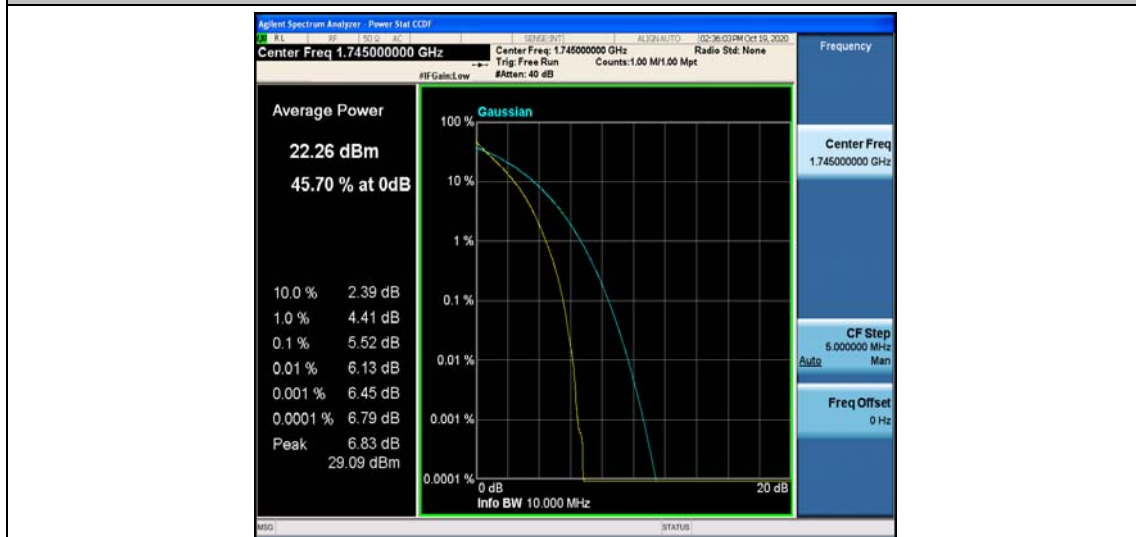 Agilent Spectrum Analyzer - Power Stat CCDF
RL RF 50 Ω AC SENSE:INT ALIGN AUTO 02:36:03 PM Oct 19, 2020
Center Freq 1.745000000 GHz
Center Freq: 1.745000000 GHz Radio Std: None
Trig: Free Run Counts:1.00 M/1.00 Mpt
#IFGain:Low #Atten: 40 dB
Average Power
22.26 dBm
45.70 % at 0dB
10.0 % 2.39 dB
1.0 % 4.41 dB
0.1 % 5.52 dB
0.01 % 6.13 dB
0.001 % 6.45 dB
0.0001 % 6.79 dB
Peak 6.83 dB
29.09 dBm
Gaussian
100 %
10 %
1 %
0.1 %
0.01 %
0.001 %
0.0001 %
0 dB 20 dB
Info BW 10.000 MHz
Frequency
Center Freq
1.745000000 GHz
CF Step
5.000000 MHz
Auto Man
Freq Offset
0 Hz
MSG STATUS